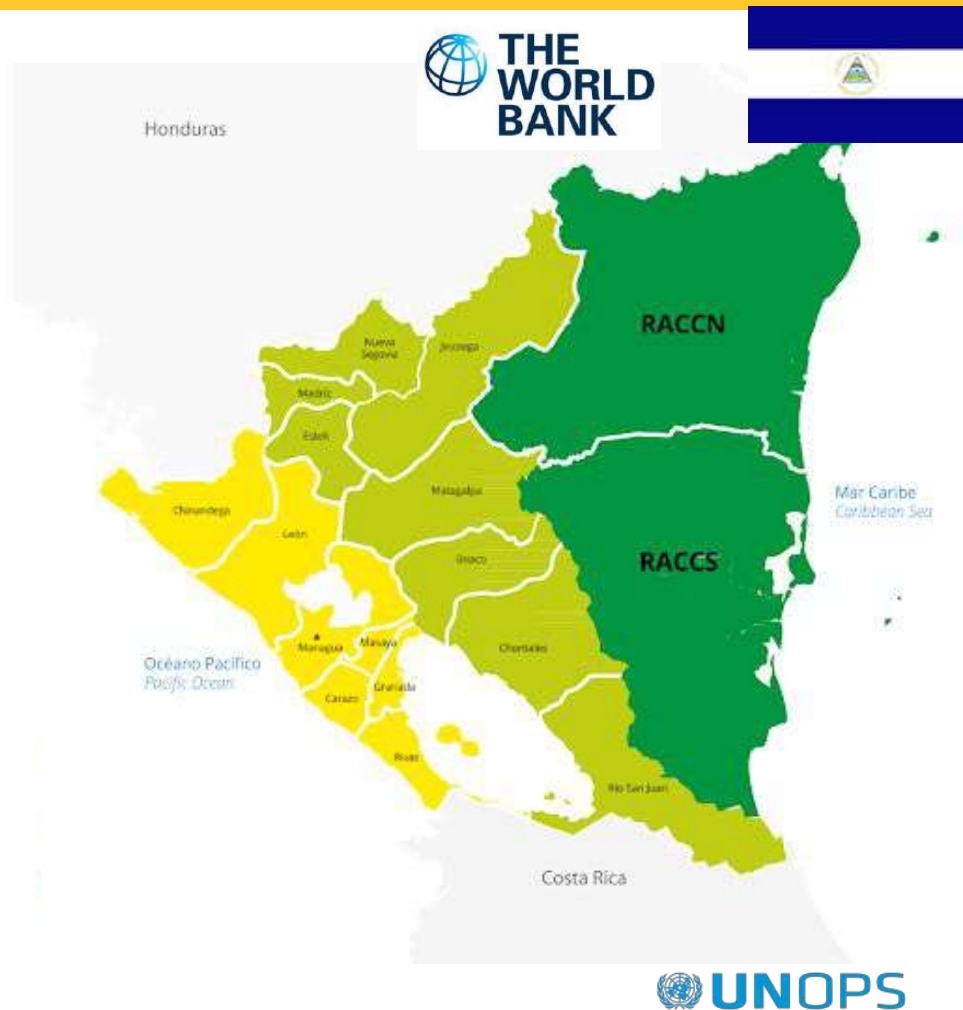 THE
WORLD
BANK
Honduras
RACCN
Nueva
Segovia
Jinotega
Madriz
Estelí
Matagalpa
Mar Caribe
Caribbean Sea
Chinandega
León
Boaco
RACCS
Managua
Masaya
Chontales
Océano Pacífico
Pacific Ocean
Granada
Carazo
Rivas
Río San Juan
Costa Rica
UNOPS